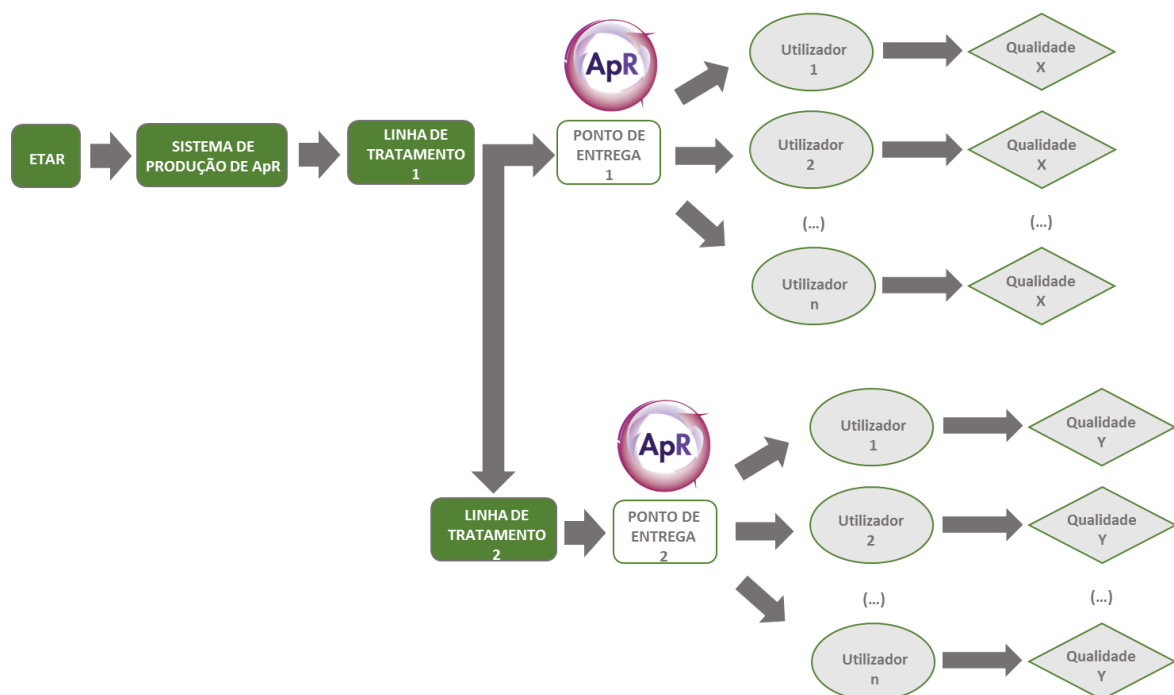 ApR
Utilizador
1
Qualidade
X
ETAR
SISTEMA DE
PRODUÇÃO DE ApR
LINHA DE
TRATAMENTO
1
PONTO DE
ENTREGA
1
Utilizador
2
Qualidade
X
(...)
(...)
Utilizador
n
Qualidade
X
ApR
Utilizador
1
Qualidade
Y
LINHA DE
TRATAMENTO
2
PONTO DE
ENTREGA
2
Utilizador
2
Qualidade
Y
(...)
(...)
Utilizador
n
Qualidade
Y